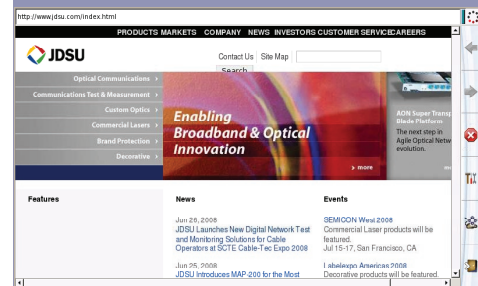 http://www.jdsu.com/index.html
PRODUCTS MARKETS COMPANY NEWS INVESTORS CUSTOMER SERVICE CAREERS
JDSU
Contact Us Site Map
Search
Optical Communications ›
Communications Test & Measurement ›
Custom Optics ›
Commercial Lasers ›
Brand Protection ›
Decorative ›
Enabling
Broadband & Optical
Innovation
› more
AON Super Transp
Blade Platform
The next step in
Agile Optical Netw
evolution.
Features
News
Jun 26, 2008
JDSU Launches New Digital Network Test
and Monitoring Solutions for Cable
Operators at SCTE Cable-Tec Expo 2008
Jun 25, 2008
JDSU Introduces MAP-200 for the Most
Events
SEMICON West 2008
Commercial Laser products will be
featured.
Jul 15-17, San Francisco, CA
Labelexpo Americas 2008
Decorative products will be featured.